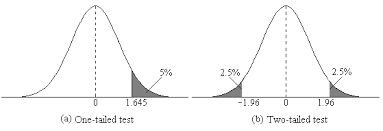 5%
0 1.645
(a) One-tailed test
2.5% 2.5%
−1.96 0 1.96
(b) Two-tailed test